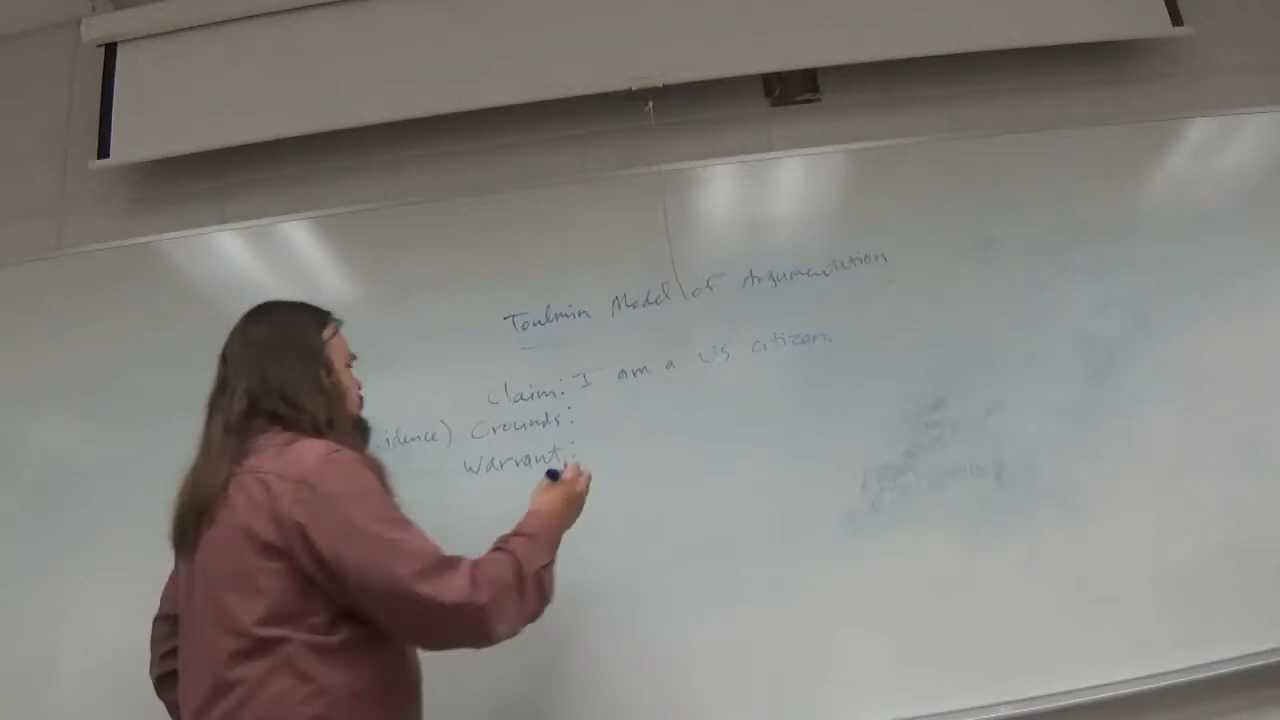 Toulmin Model of Argumentation
Claim: I am a US citizen.
idence) Grounds:
Warrant: